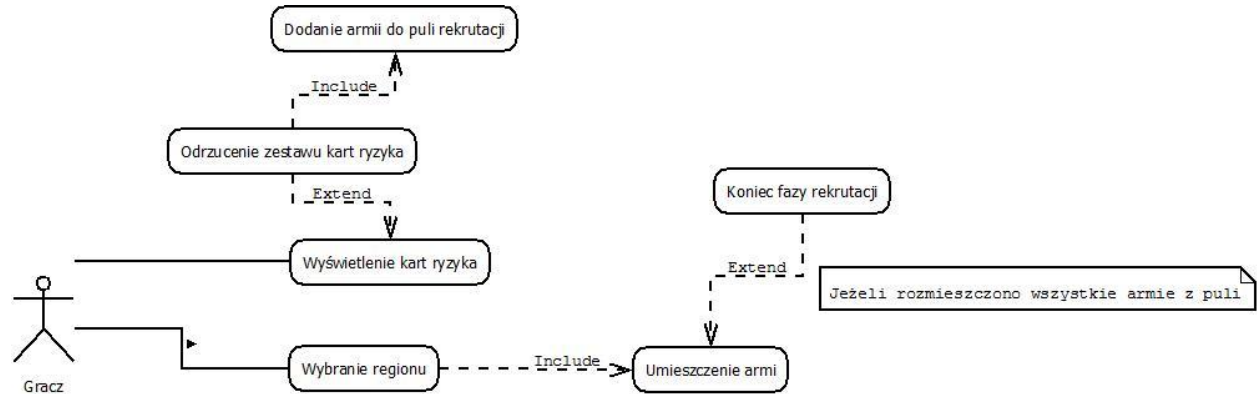 Dodanie armii do puli rekrutacji
Include
Odrzucenie zestawu kart ryzyka
Extend
Koniec fazy rekrutacji
Wyświetlenie kart ryzyka
Extend
Jeżeli rozmieszczono wszystkie armie z puli
Wybranie regionu
Include
Umieszczenie armi
Gracz